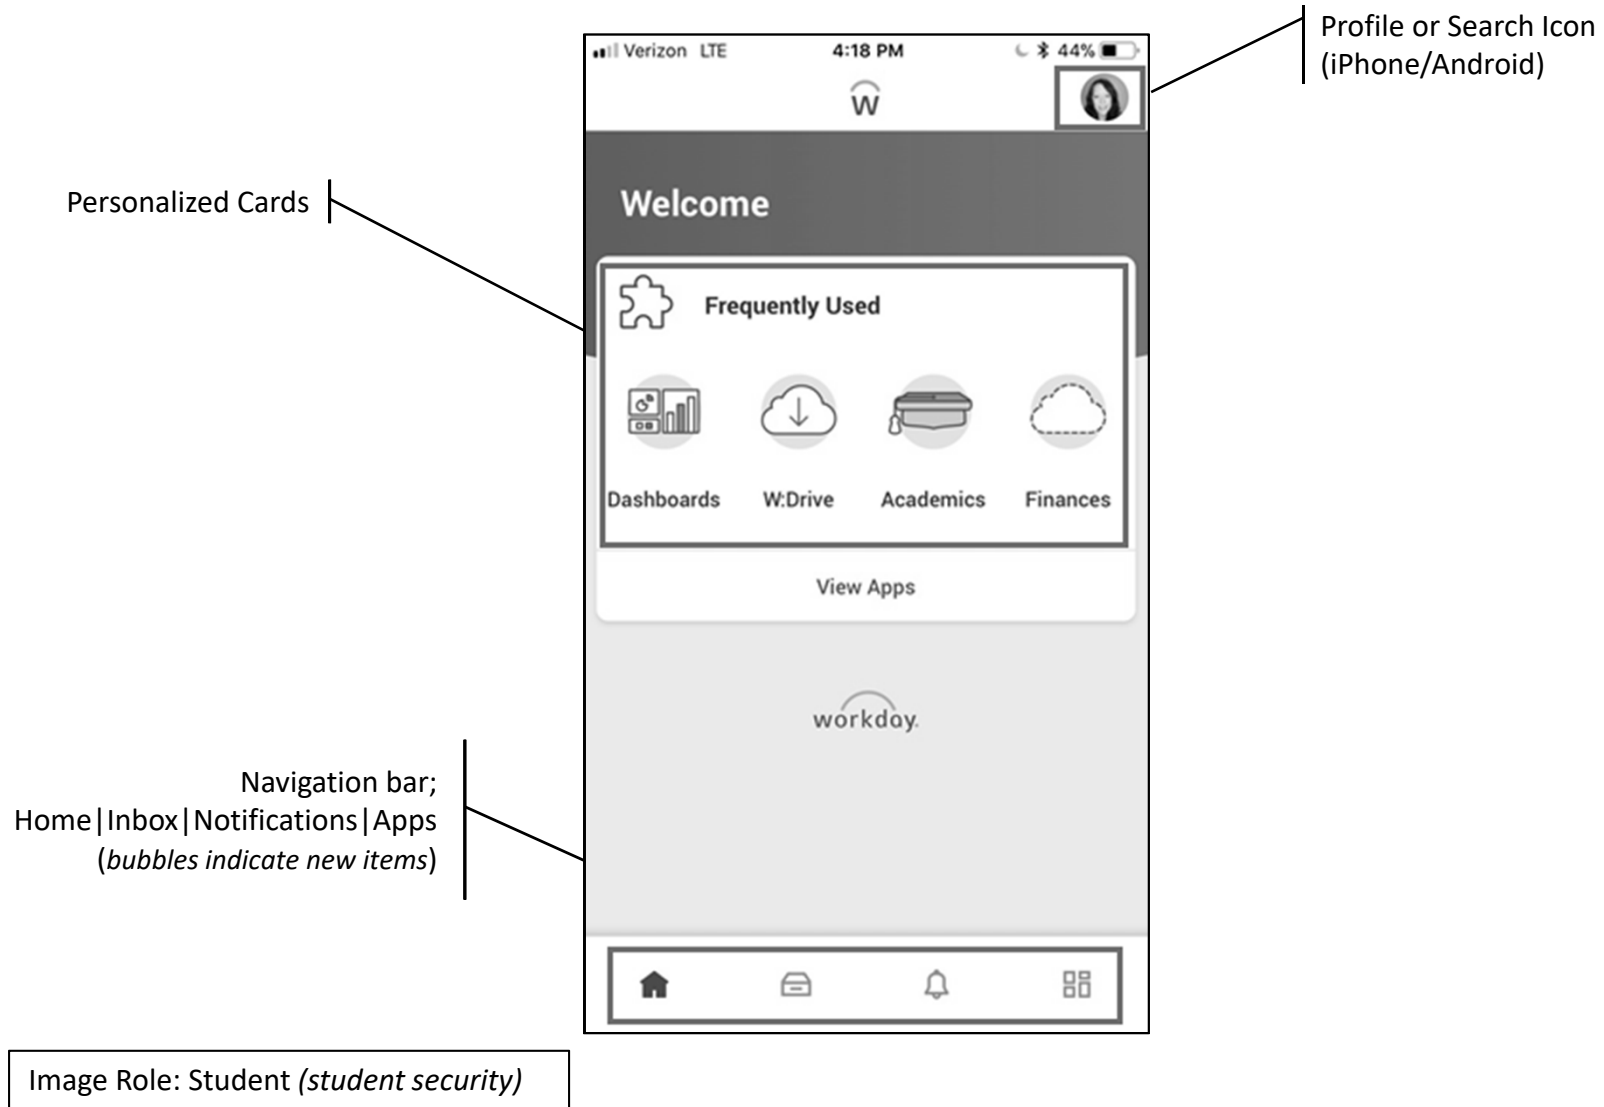 Profile or Search Icon
(iPhone/Android)
Verizon LTE 4:18 PM 44%
W
Personalized Cards
Welcome
Frequently Used
Dashboards W:Drive Academics Finances
View Apps
workday.
Navigation bar;
Home|Inbox|Notifications|Apps
(bubbles indicate new items)
Image Role: Student (student security)